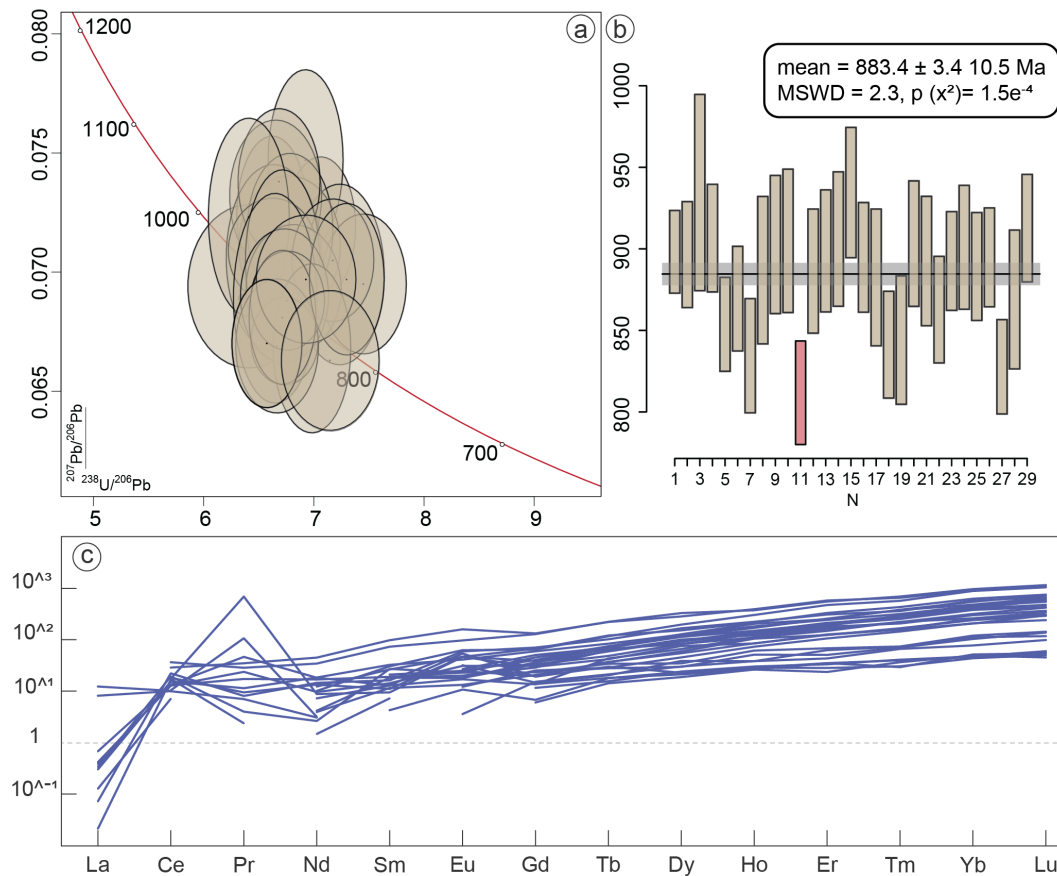 a
0.080
0.075
0.070
0.065
1200
1100
1000
800
700
²⁰⁷Pb/²⁰⁶Pb
²³⁸U/²⁰⁶Pb
5 6 7 8 9
b
mean = 883.4 ± 3.4 10.5 Ma
MSWD = 2.3, p (x²)= 1.5e⁻⁴
1000
950
900
850
800
1 3 5 7 9 11 13 15 17 19 21 23 25 27 29
N
c
10^3
10^2
10^1
1
10^-1
La Ce Pr Nd Sm Eu Gd Tb Dy Ho Er Tm Yb Lu